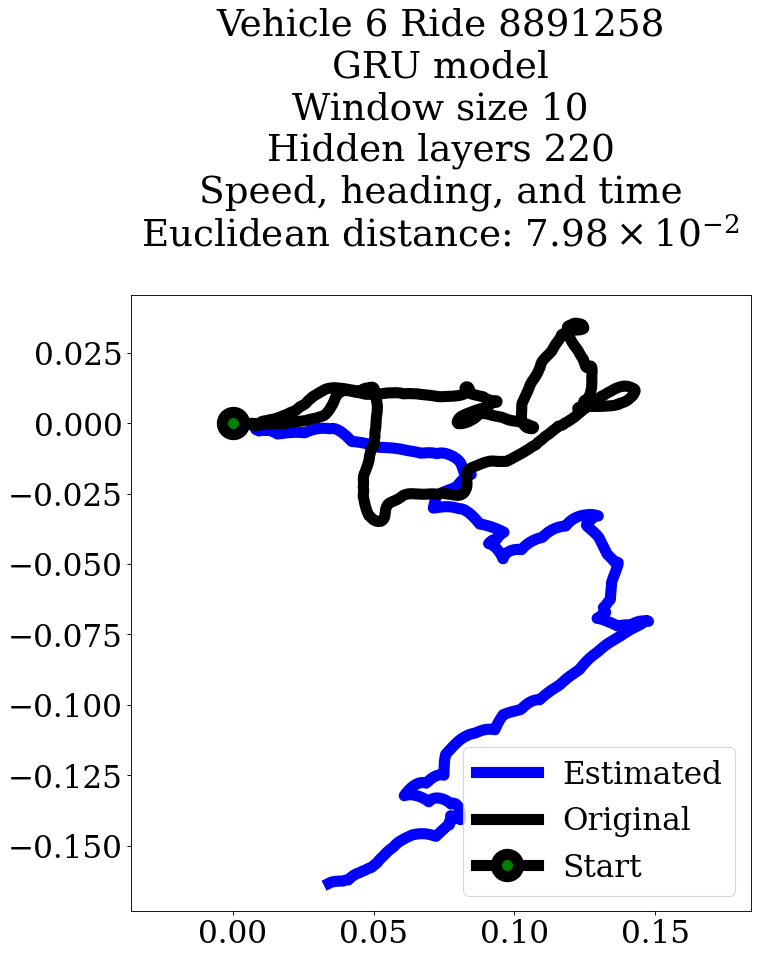 Vehicle 6 Ride 8891258
GRU model
Window size 10
Hidden layers 220
Speed, heading, and time
Euclidean distance: 7.98 × 10⁻²
0.025
0.000
−0.025
−0.050
−0.075
−0.100
−0.125
−0.150
Estimated
Original
Start
0.00 0.05 0.10 0.15